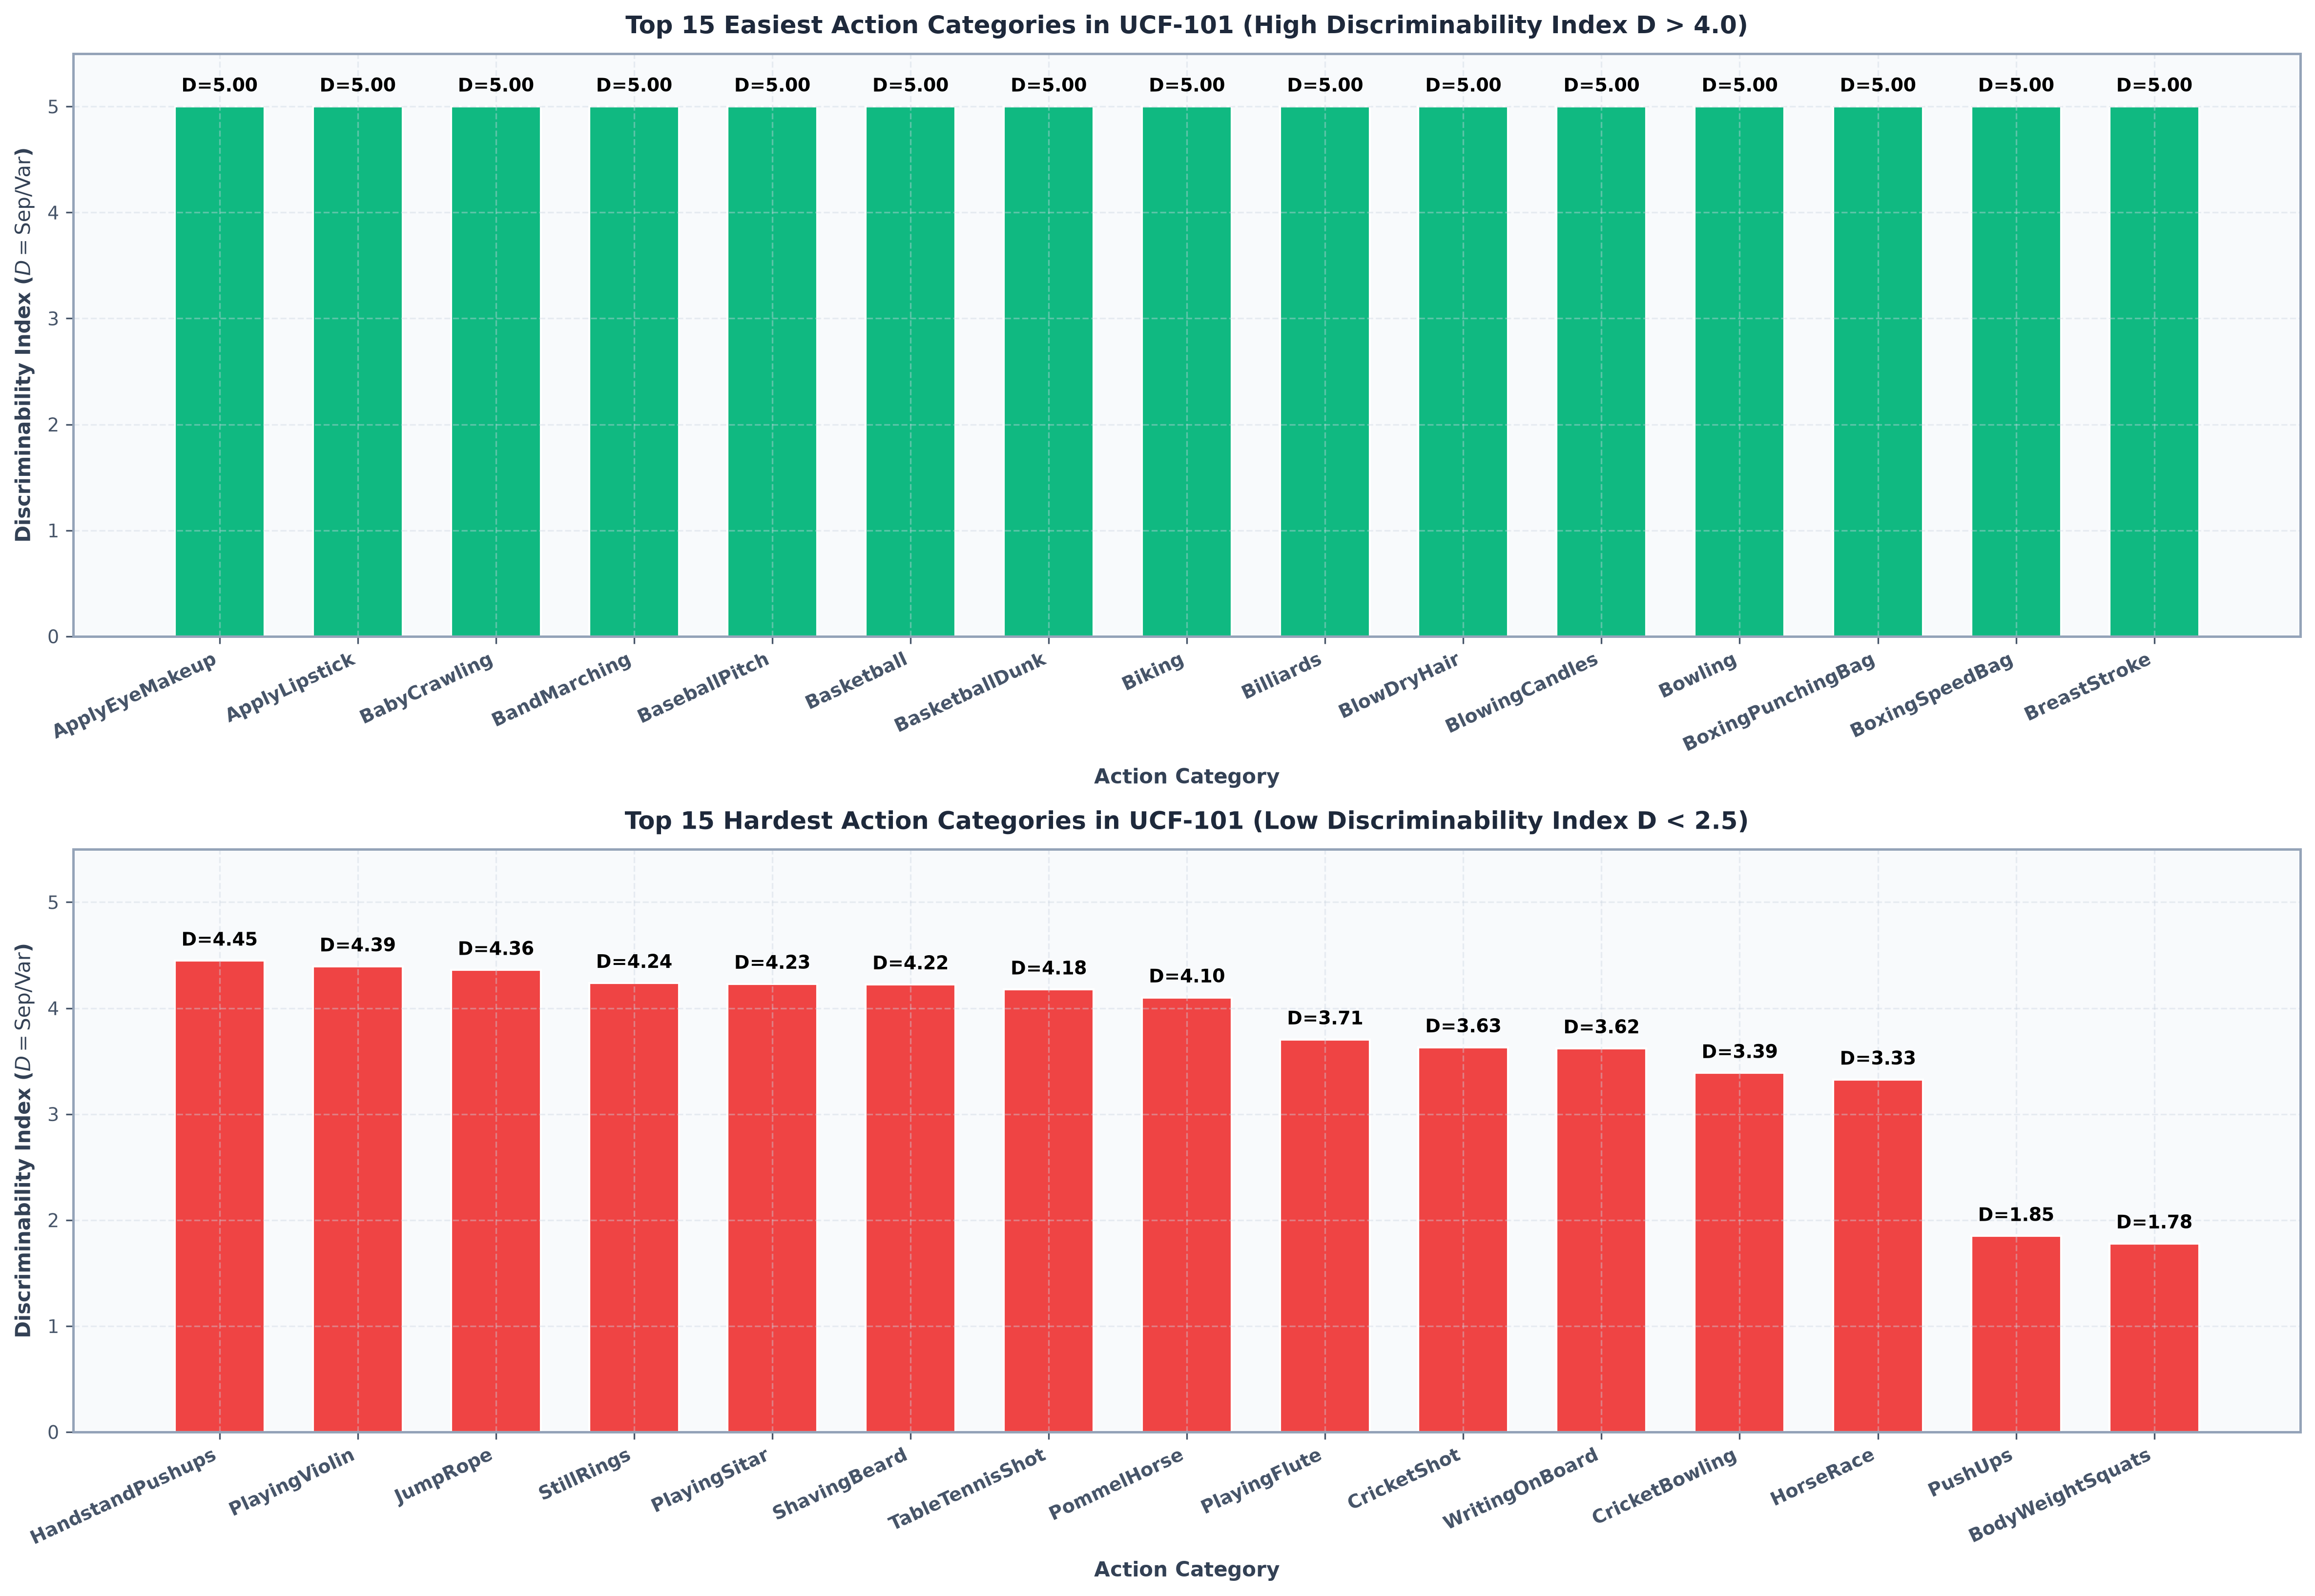 Top 15 Easiest Action Categories in UCF-101 (High Discriminability Index D > 4.0)
Discriminability Index (D = Sep/Var)
5
4
3
2
1
0
D=5.00 D=5.00 D=5.00 D=5.00 D=5.00 D=5.00 D=5.00 D=5.00 D=5.00 D=5.00 D=5.00 D=5.00 D=5.00 D=5.00 D=5.00
ApplyEyeMakeup ApplyLipstick BabyCrawling BandMarching BaseballPitch Basketball BasketballDunk Biking Billiards BlowDryHair BlowingCandles Bowling BoxingPunchingBag BoxingSpeedBag BreastStroke
Action Category
Top 15 Hardest Action Categories in UCF-101 (Low Discriminability Index D < 2.5)
Discriminability Index (D = Sep/Var)
5
4
3
2
1
0
D=4.45 D=4.39 D=4.36 D=4.24 D=4.23 D=4.22 D=4.18 D=4.10 D=3.71 D=3.63 D=3.62 D=3.39 D=3.33 D=1.85 D=1.78
HandstandPushups PlayingViolin JumpRope StillRings PlayingSitar ShavingBeard TableTennisShot PommelHorse PlayingFlute CricketShot WritingOnBoard CricketBowling HorseRace PushUps BodyWeightSquats
Action Category